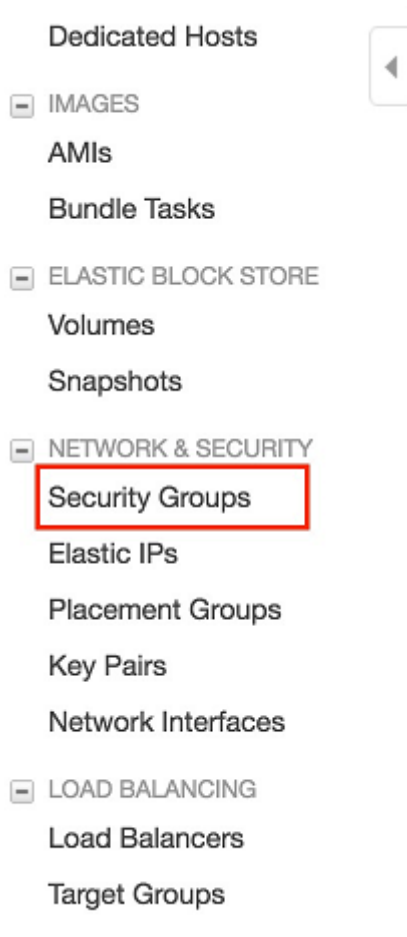 Dedicated Hosts
IMAGES
AMIs
Bundle Tasks
ELASTIC BLOCK STORE
Volumes
Snapshots
NETWORK & SECURITY
Security Groups
Elastic IPs
Placement Groups
Key Pairs
Network Interfaces
LOAD BALANCING
Load Balancers
Target Groups